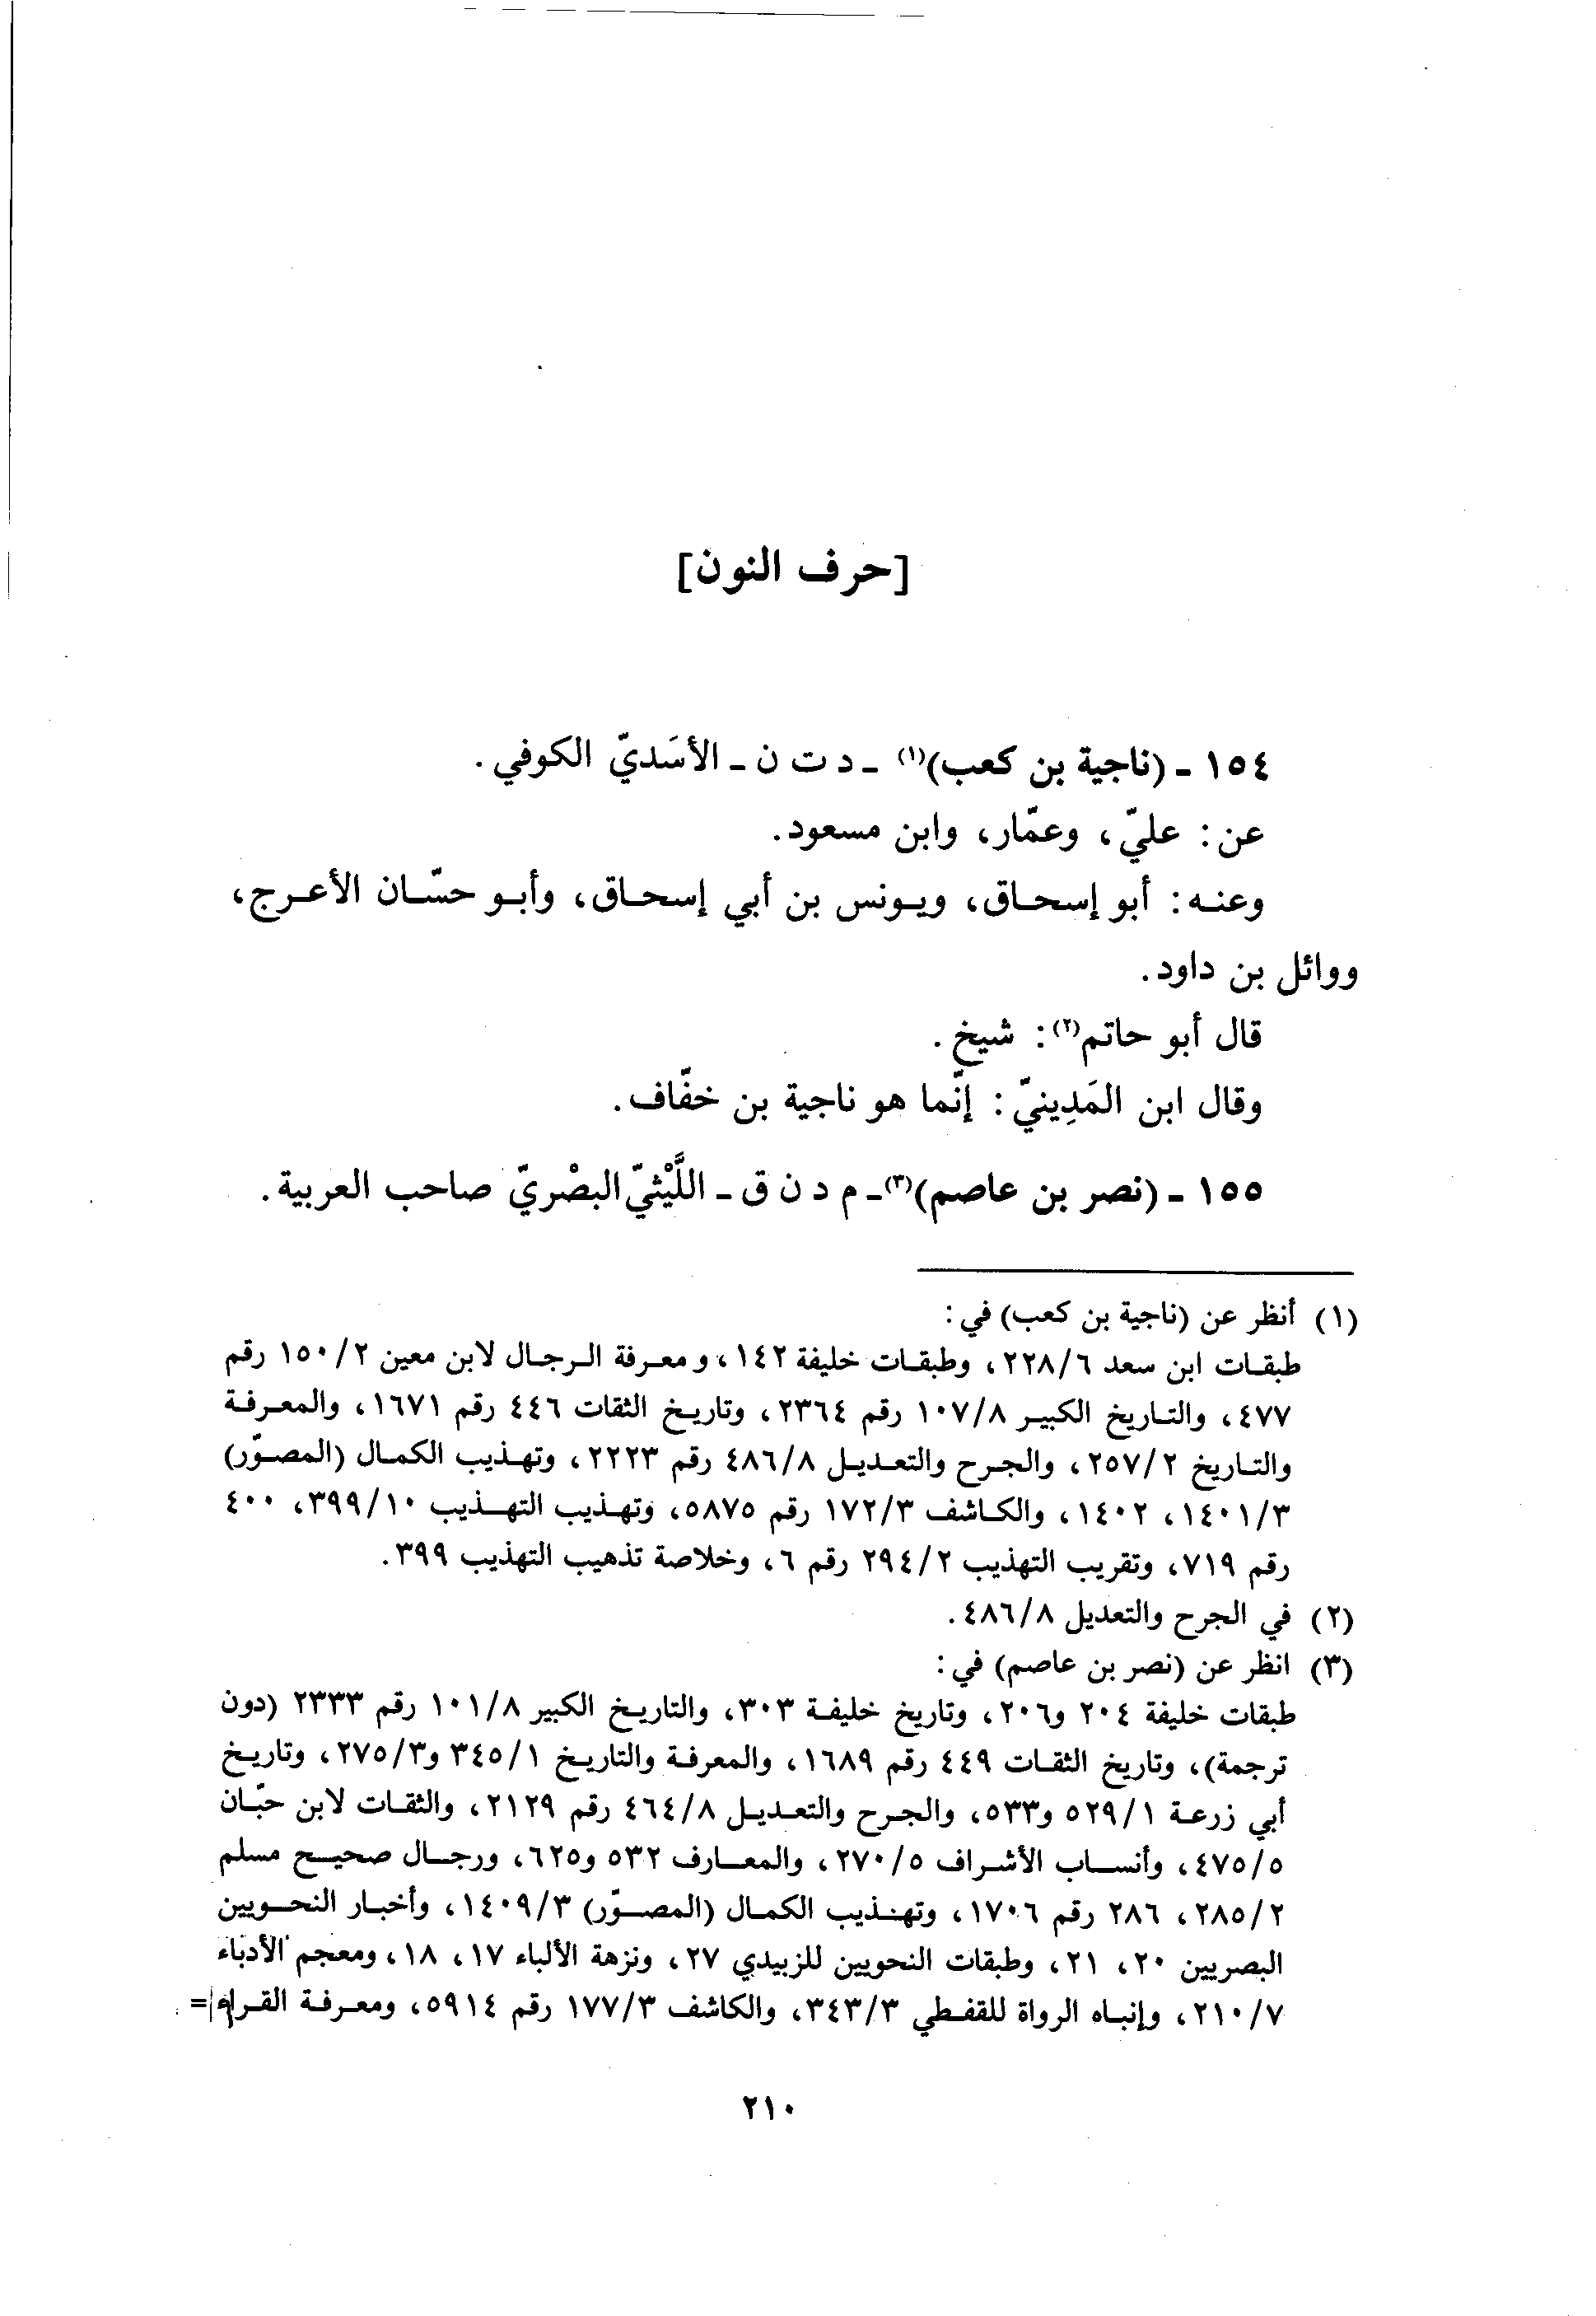 [حرف النون]
١٥٤ - (ناجية بن كعب)(١) - د ت ن - الأسَديّ الكوفي.
عن: عليّ، وعمّار، وابن مسعود.
وعنه: أبو إسحاق، ويونس بن أبي إسحاق، وأبو حسّان الأعرج،
ووائل بن داود.
قال أبو حاتم(٢): شيخ.
وقال ابن المَدِينيّ: إنّما هو ناجية بن خفّاف.
١٥٥ - (نصر بن عاصم)(٣) - م د ن ق - اللَّيْثيّ البصْريّ صاحب العربية.
(١) أنظر عن (ناجية بن كعب) في:
طبقات ابن سعد ٢٢٨/٦، وطبقات خليفة ١٤٢، ومعرفة الرجال لابن معين ١٥٠/٢ رقم
٤٧٧، والتاريخ الكبير ١٠٧/٨ رقم ٢٣٦٤، وتاريخ الثقات ٤٤٦ رقم ١٦٧١، والمعرفة
والتاريخ ٢٥٧/٢، والجرح والتعديل ٤٨٦/٨ رقم ٢٢٢٣، وتهذيب الكمال (المصوّر)
١٤٠١/٣، ١٤٠٢، والكاشف ١٧٢/٣ رقم ٥٨٧٥، وتهذيب التهذيب ٣٩٩/١٠، ٤٠٠
رقم ٧١٩، وتقريب التهذيب ٢٩٤/٢ رقم ٦، وخلاصة تذهيب التهذيب ٣٩٩.
(٢) في الجرح والتعديل ٤٨٦/٨.
(٣) انظر عن (نصر بن عاصم) في:
طبقات خليفة ٢٠٤ و٢٠٦، وتاريخ خليفة ٣٠٣، والتاريخ الكبير ١٠١/٨ رقم ٢٣٣٣ (دون
ترجمة)، وتاريخ الثقات ٤٤٩ رقم ١٦٨٩، والمعرفة والتاريخ ٣٤٥/١ و٢٧٥/٣، وتاريخ
أبي زرعة ٥٢٩/١ و٥٣٣، والجرح والتعديل ٤٦٤/٨ رقم ٢١٢٩، والثقات لابن حبّان
٤٧٥/٥، وأنساب الأشراف ٢٧٠/٥، والمعارف ٥٣٢ و٦٢٥، ورجال صحيح مسلم
٢٨٥/٢، ٢٨٦ رقم ١٧٠٦، وتهذيب الكمال (المصوّر) ١٤٠٩/٣، وأخبار النحويين
البصريين ٢٠، ٢١، وطبقات النحويين للزبيدي ٢٧، ونزهة الألباء ١٧، ١٨، ومعجم الأدباء
٢١٠/٧، وإنباه الرواة للقفطي ٣٤٣/٣، والكاشف ١٧٧/٣ رقم ٥٩١٤، ومعرفة القراء =
٢١٠